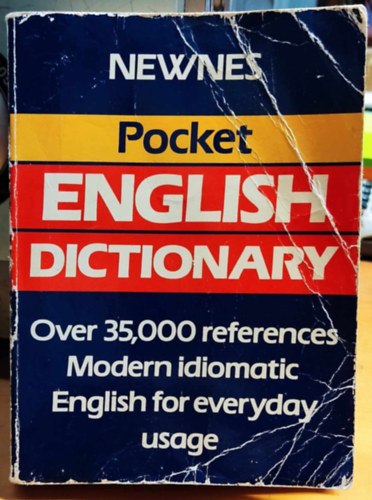 NEWNES
Pocket
ENGLISH
DICTIONARY
Over 35,000 references
Modern idiomatic
English for everyday
usage